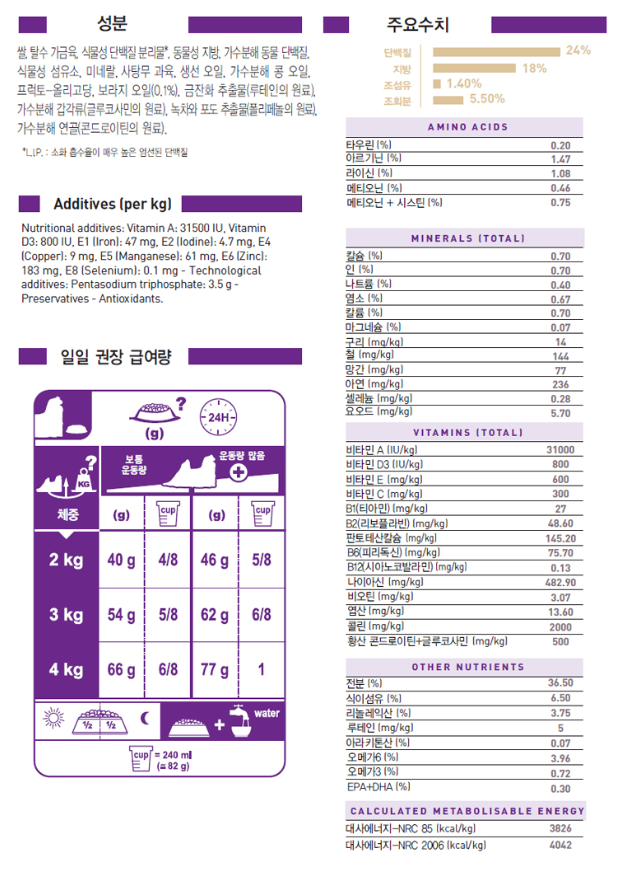 성분
쌀, 탈수 가금육, 식물성 단백질 분리물*, 동물성 지방, 가수분해 동물 단백질,
식물성 섬유소, 미네랄, 사탕무 과육, 생선 오일, 가수분해 콩 오일,
프럭토-올리고당, 보라지 오일(0.1%), 금잔화 추출물(루테인의 원료),
가수분해 갑각류(글루코사민의 원료), 녹차와 포도 추출물(폴리페놀의 원료),
가수분해 연골(콘드로이틴의 원료).
*L.I.P. : 소화 흡수율이 매우 높은 엄선된 단백질
Additives (per kg)
Nutritional additives: Vitamin A: 31500 IU, Vitamin
D3: 800 IU, E1 (Iron): 47 mg, E2 (Iodine): 4.7 mg, E4
(Copper): 9 mg, E5 (Manganese): 61 mg, E6 (Zinc):
183 mg, E8 (Selenium): 0.1 mg - Technological
additives: Pentasodium triphosphate: 3.5 g -
Preservatives - Antioxidants.
일일 권장 급여량
? 24H
(g)
? KG
보통 운동량 운동량 많음
체중 (g) cup (g) cup
2 kg 40 g 4/8 46 g 5/8
3 kg 54 g 5/8 62 g 6/8
4 kg 66 g 6/8 77 g 1
½ ½ + water
cup = 240 ml
(≅ 82 g)
주요수치
단백질 24%
지방 18%
조섬유 1.40%
조회분 5.50%
AMINO ACIDS
타우린 (%) 0.20
아르기닌 (%) 1.47
라이신 (%) 1.08
메티오닌 (%) 0.46
메티오닌 + 시스틴 (%) 0.75
MINERALS (TOTAL)
칼슘 (%) 0.70
인 (%) 0.70
나트륨 (%) 0.40
염소 (%) 0.67
칼륨 (%) 0.70
마그네슘 (%) 0.07
구리 (mg/kg) 14
철 (mg/kg) 144
망간 (mg/kg) 77
아연 (mg/kg) 236
셀레늄 (mg/kg) 0.28
요오드 (mg/kg) 5.70
VITAMINS (TOTAL)
비타민 A (IU/kg) 31000
비타민 D3 (IU/kg) 800
비타민 E (mg/kg) 600
비타민 C (mg/kg) 300
B1(티아민) (mg/kg) 27
B2(리보플라빈) (mg/kg) 48.60
판토테산칼슘 (mg/kg) 145.20
B6(피리독신) (mg/kg) 75.70
B12(시아노코발라민) (mg/kg) 0.13
나이아신 (mg/kg) 482.90
비오틴 (mg/kg) 3.07
엽산 (mg/kg) 13.60
콜린 (mg/kg) 2000
황산 콘드로이틴+글루코사민 (mg/kg) 500
OTHER NUTRIENTS
전분 (%) 36.50
식이섬유 (%) 6.50
리놀레익산 (%) 3.75
루테인 (mg/kg) 5
아라키톤산 (%) 0.07
오메가6 (%) 3.96
오메가3 (%) 0.72
EPA+DHA (%) 0.30
CALCULATED METABOLISABLE ENERGY
대사에너지-NRC 85 (kcal/kg) 3826
대사에너지-NRC 2006 (kcal/kg) 4042